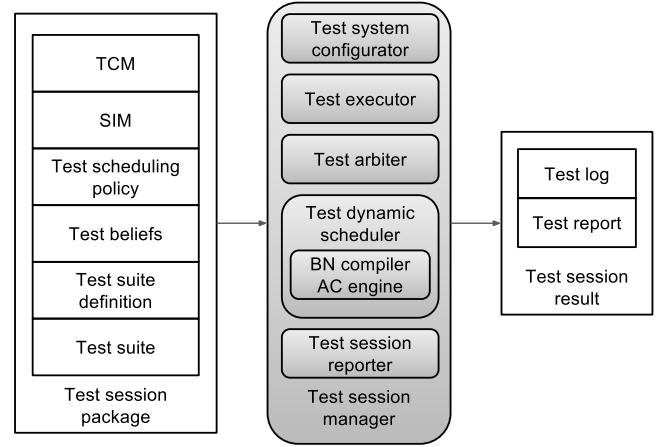 TCM
SIM
Test scheduling
policy
Test beliefs
Test suite
definition
Test suite
Test session
package
Test system
configurator
Test executor
Test arbiter
Test dynamic
scheduler
BN compiler
AC engine
Test session
reporter
Test session
manager
Test log
Test report
Test session
result